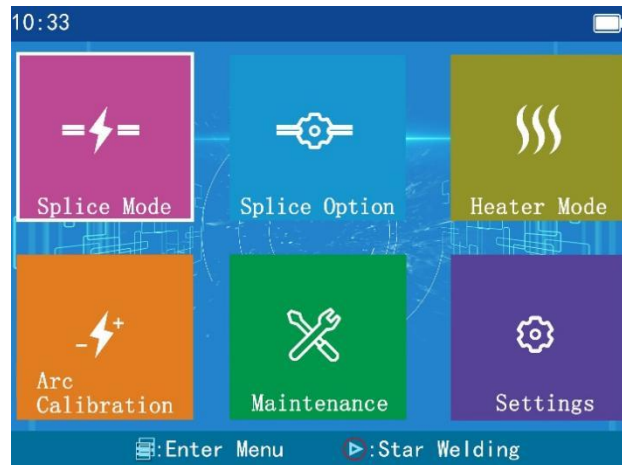 10:33
Splice Mode
Splice Option
Heater Mode
Arc
Calibration
Maintenance
Settings
:Enter Menu :Star Welding